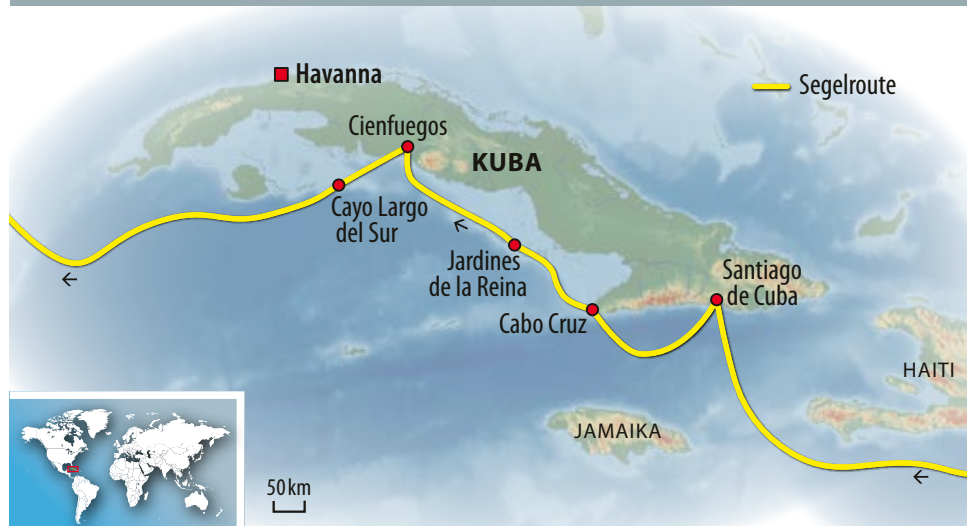 Havanna
Segelroute
Cienfuegos
KUBA
Cayo Largo
del Sur
Jardines
de la Reina
Santiago
de Cuba
Cabo Cruz
HAITI
JAMAIKA
50 km